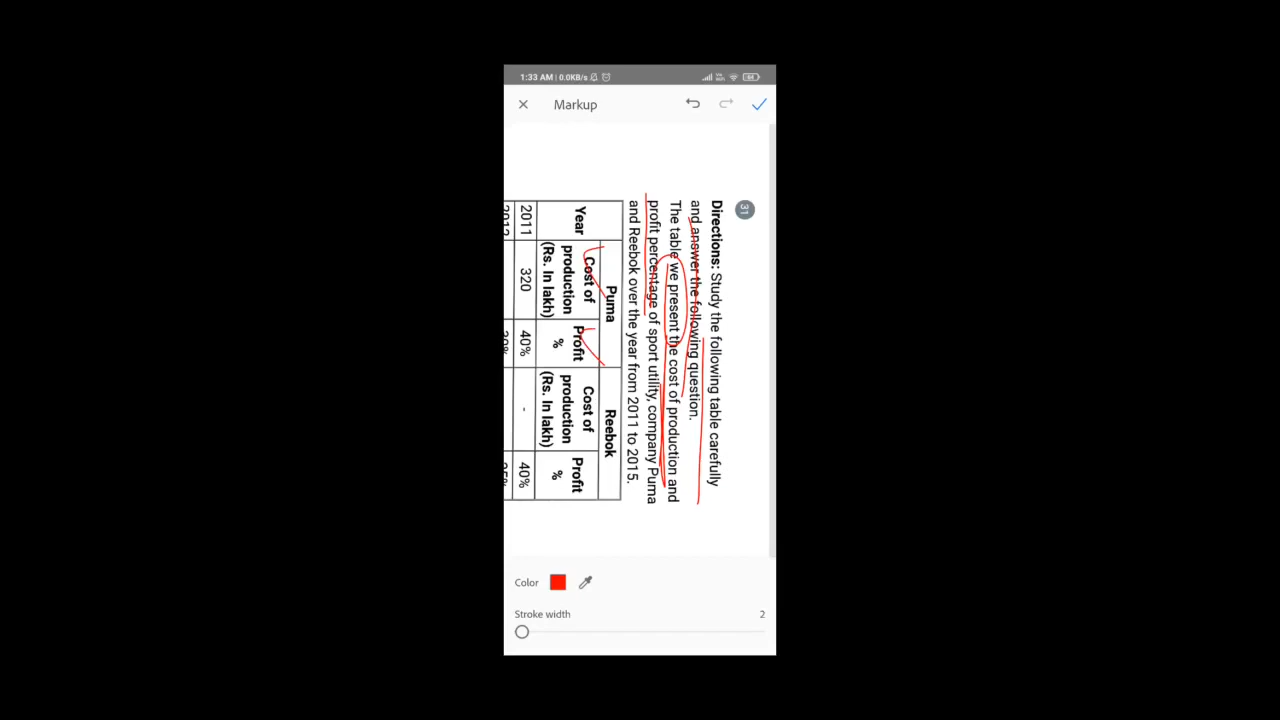 1:33 AM | 0.0KB/s
64
Markup
31
Directions: Study the following table carefully
and answer the following question.
The table we present the cost of production and
profit percentage of sport utility, company Puma
and Reebok over the year from 2011 to 2015.
Puma Reebok
Year Cost of production (Rs. In lakh) Profit % Cost of production (Rs. In lakh) Profit %
2011 320 40% - 40%
Color
Stroke width 2